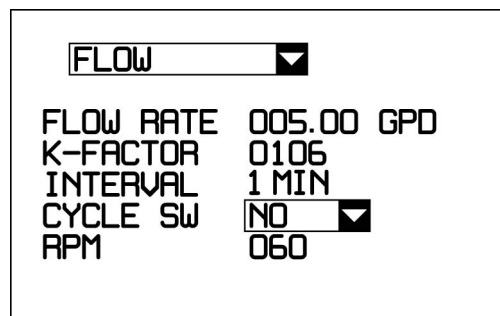 FLOW
FLOW RATE 005.00 GPD
K-FACTOR 0106
INTERVAL 1 MIN
CYCLE SW NO
RPM 060